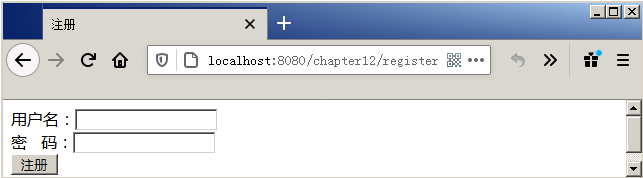 注册
localhost:8080/chapter12/register
用户名：
密 码：
注册